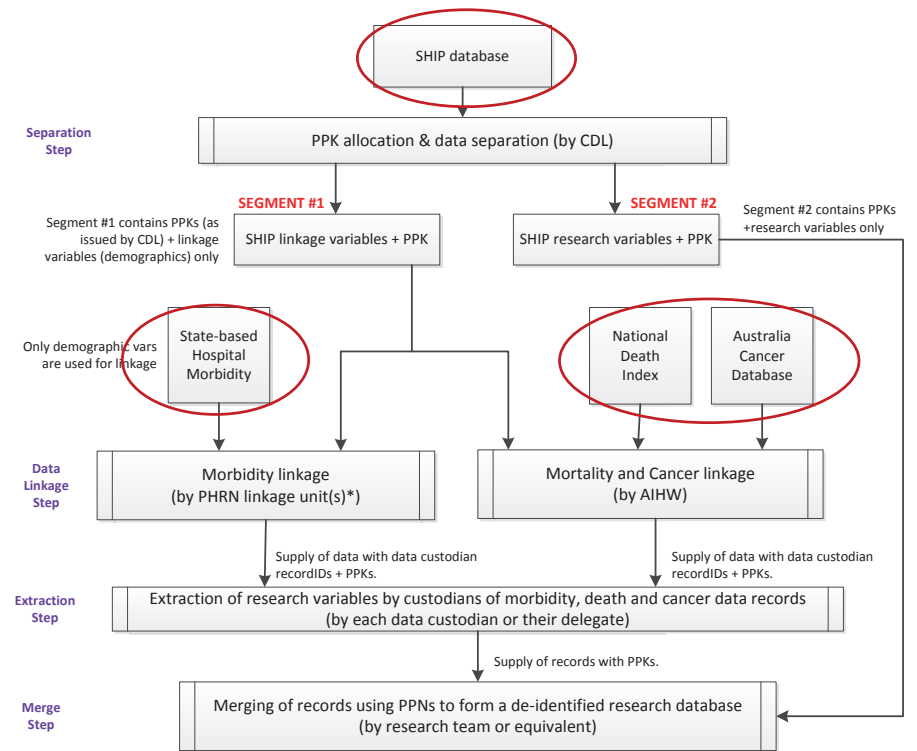 SHIP database
Separation
Step
PPK allocation & data separation (by CDL)
SEGMENT #1
SEGMENT #2
Segment #1 contains PPKs (as
issued by CDL) + linkage
variables (demographics) only
SHIP linkage variables + PPK
SHIP research variables + PPK
Segment #2 contains PPKs
+research variables only
Only demographic vars
are used for linkage
State-based
Hospital
Morbidity
National
Death
Index
Australia
Cancer
Database
Data
Linkage
Step
Morbidity linkage
(by PHRN linkage unit(s)*)
Mortality and Cancer linkage
(by AIHW)
Supply of data with data custodian
recordIDs + PPKs.
Supply of data with data custodian
recordIDs + PPKs.
Extraction
Step
Extraction of research variables by custodians of morbidity, death and cancer data records
(by each data custodian or their delegate)
Supply of records with PPKs.
Merge
Step
Merging of records using PPNs to form a de-identified research database
(by research team or equivalent)